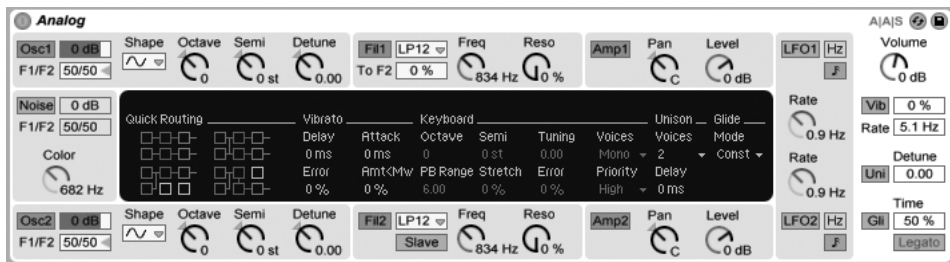 Analog
A|A|S
Osc1 0 dB Shape Octave Semi Detune Fil1 LP12 Freq Reso Amp1 Pan Level LFO1 Hz Volume
F1/F2 50/50 0 0 st 0.00 To F2 0 % 834 Hz 0 % C 0 dB 0 dB
Noise 0 dB Quick Routing Vibrato Keyboard Unison Glide Rate Vib 0 %
F1/F2 50/50 Delay Attack Octave Semi Tuning Voices Voices Mode 0.9 Hz Rate 5.1 Hz
Color 0 ms 0 ms 0 0 st 0.00 Mono 2 Const Rate Detune
682 Hz Error Amt<Mw PB Range Stretch Error Priority Delay 0.9 Hz Uni 0.00
0 % 0 % 6.00 0 % 0 % High 0 ms
Osc2 0 dB Shape Octave Semi Detune Fil2 LP12 Freq Reso Amp2 Pan Level LFO2 Hz Time
Gli 50 %
F1/F2 50/50 0 0 st 0.00 Slave 834 Hz 0 % C 0 dB Legato